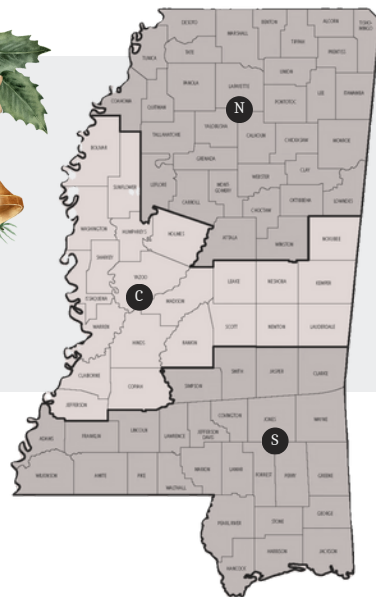 DESOTO
BENTON
ALCORN
TISHO-
MINGO
MARSHALL
TIPPAH
PRENTISS
TUNICA
TATE
UNION
PANOLA
LAFAYETTE
LEE
ITAWAMBA
COAHOMA
QUITMAN
N
PONTOTOC
YALOBUSHA
TALLAHATCHIE
CALHOUN
CHICKASAW
MONROE
BOLIVAR
GRENADA
CLAY
SUNFLOWER
LEFLORE
WEBSTER
MONT-
GOMERY
OKTIBBEHA
LOWNDES
CARROLL
CHOCTAW
WASHINGTON
HUMPHREYS
HOLMES
ATTALA
WINSTON
NOXUBEE
SHARKEY
YAZOO
LEAKE
NESHOBA
KEMPER
C
MADISON
WARREN
SCOTT
NEWTON
LAUDERDALE
HINDS
RANKIN
CLAIBORNE
SMITH
JASPER
CLARKE
COPIAH
SIMPSON
JEFFERSON
COVINGTON
JONES
WAYNE
ADAMS
FRANKLIN
LINCOLN
LAWRENCE
JEFFERSON
DAVIS
S
WILKINSON
AMITE
PIKE
MARION
LAMAR
FORREST
PERRY
GREENE
WALTHALL
GEORGE
PEARL RIVER
STONE
HARRISON
JACKSON
HANCOCK